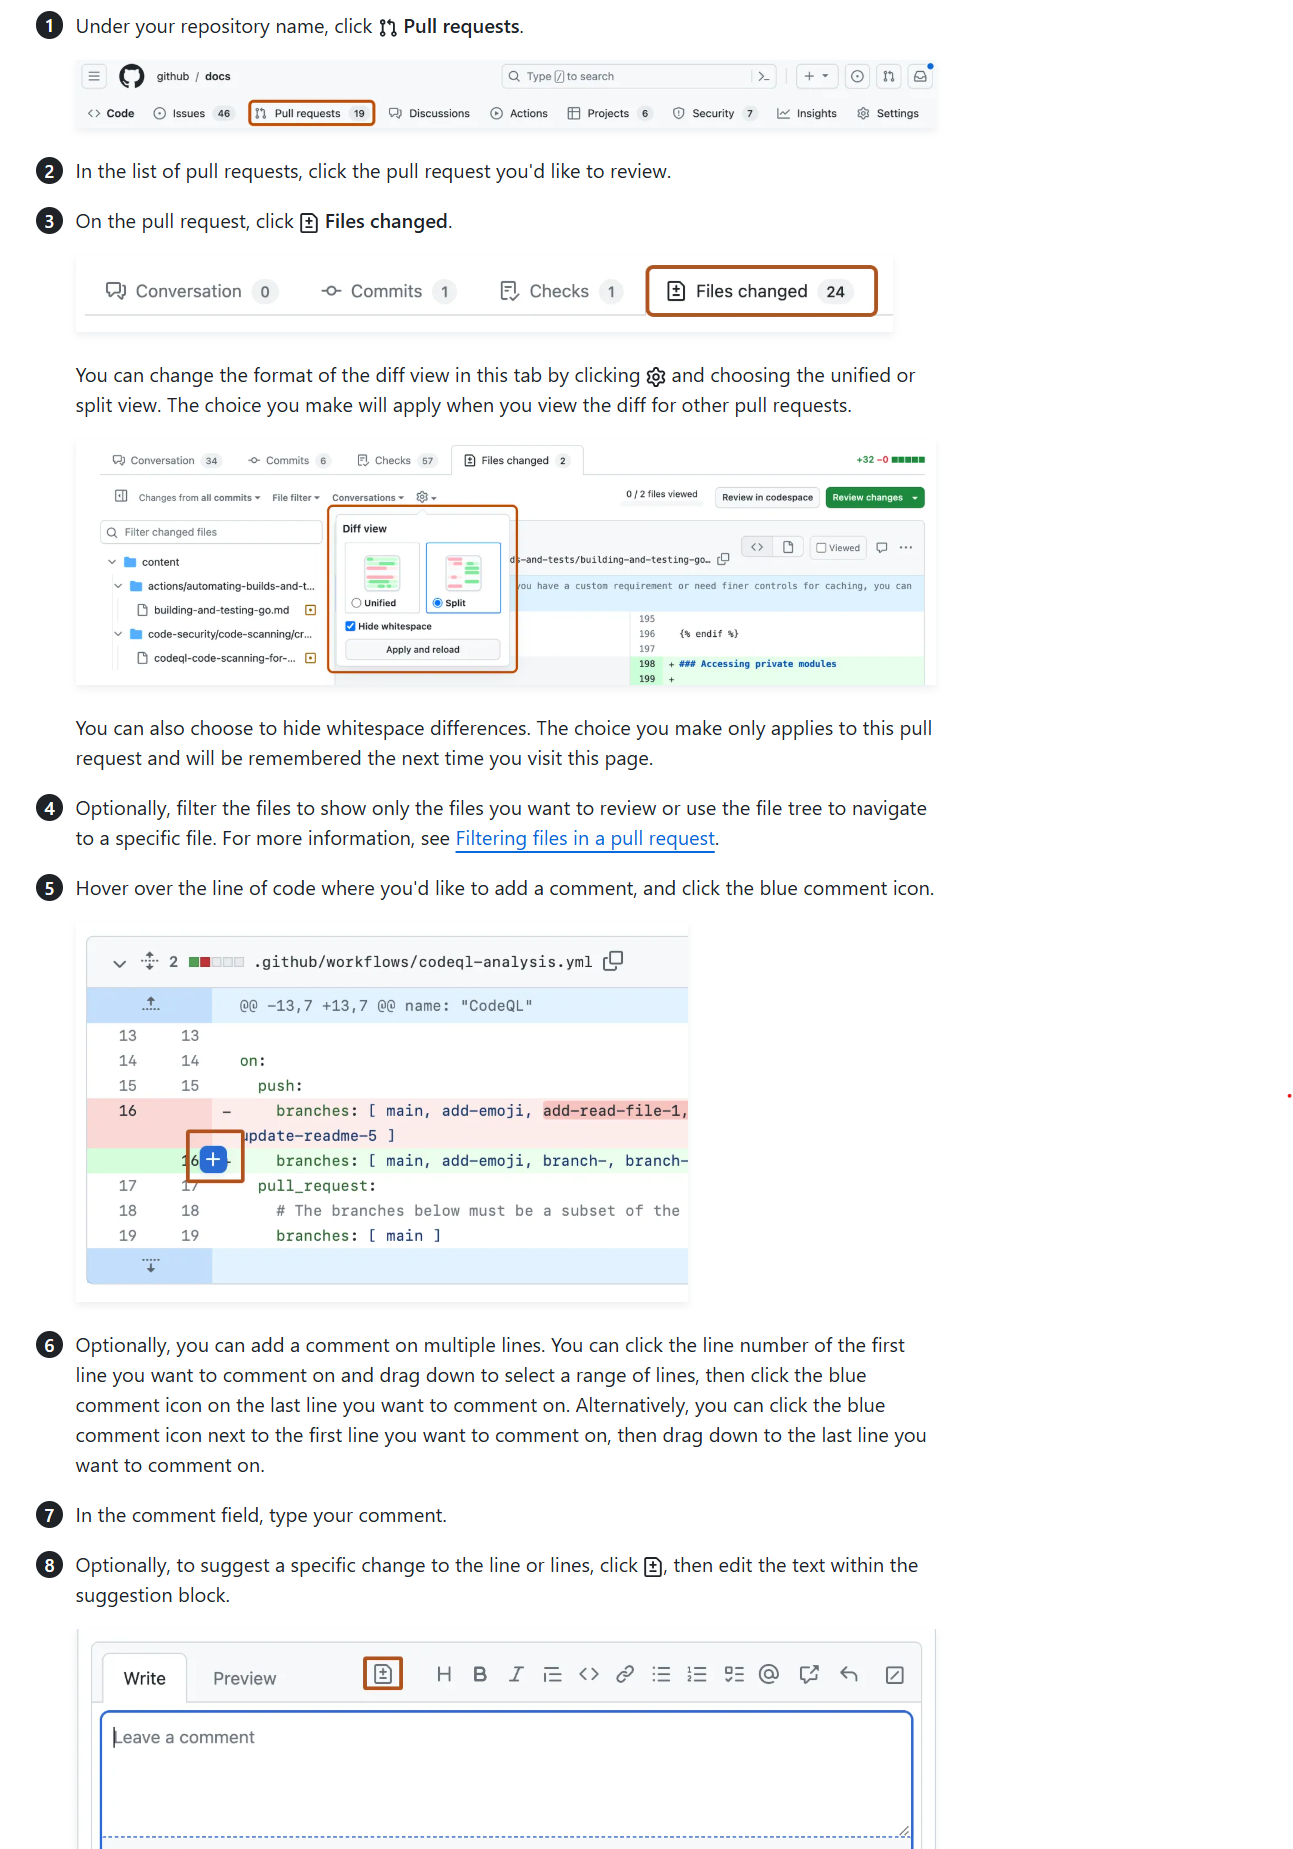 1 Under your repository name, click Pull requests.
github / docs
Type / to search
Code Issues 46 Pull requests 19 Discussions Actions Projects 6 Security 7 Insights Settings
2 In the list of pull requests, click the pull request you'd like to review.
3 On the pull request, click Files changed.
Conversation 0 Commits 1 Checks 1 Files changed 24
You can change the format of the diff view in this tab by clicking and choosing the unified or
split view. The choice you make will apply when you view the diff for other pull requests.
Conversation 34 Commits 6 Checks 57 Files changed 2 +32 −0
Changes from all commits File filter Conversations 0 / 2 files viewed Review in codespace Review changes
Filter changed files
Diff view
Unified
Split
Hide whitespace
Apply and reload
content
actions/automating-builds-and-t...
building-and-testing-go.md
code-security/code-scanning/cr...
codeql-code-scanning-for-...
ds-and-tests/building-and-testing-go…
Viewed
you have a custom requirement or need finer controls for caching, you can
195
196 {% endif %}
197
198 + ### Accessing private modules
199 +
You can also choose to hide whitespace differences. The choice you make only applies to this pull
request and will be remembered the next time you visit this page.
4 Optionally, filter the files to show only the files you want to review or use the file tree to navigate
to a specific file. For more information, see Filtering files in a pull request.
5 Hover over the line of code where you'd like to add a comment, and click the blue comment icon.
2 .github/workflows/codeql-analysis.yml
@@ -13,7 +13,7 @@ name: "CodeQL"
13 13
14 14 on:
15 15 push:
16 - branches: [ main, add-emoji, add-read-file-1,
update-readme-5 ]
16 + branches: [ main, add-emoji, branch-, branch-
17 17 pull_request:
18 18 # The branches below must be a subset of the
19 19 branches: [ main ]
6 Optionally, you can add a comment on multiple lines. You can click the line number of the first
line you want to comment on and drag down to select a range of lines, then click the blue
comment icon on the last line you want to comment on. Alternatively, you can click the blue
comment icon next to the first line you want to comment on, then drag down to the last line you
want to comment on.
7 In the comment field, type your comment.
8 Optionally, to suggest a specific change to the line or lines, click , then edit the text within the
suggestion block.
Write Preview
Leave a comment